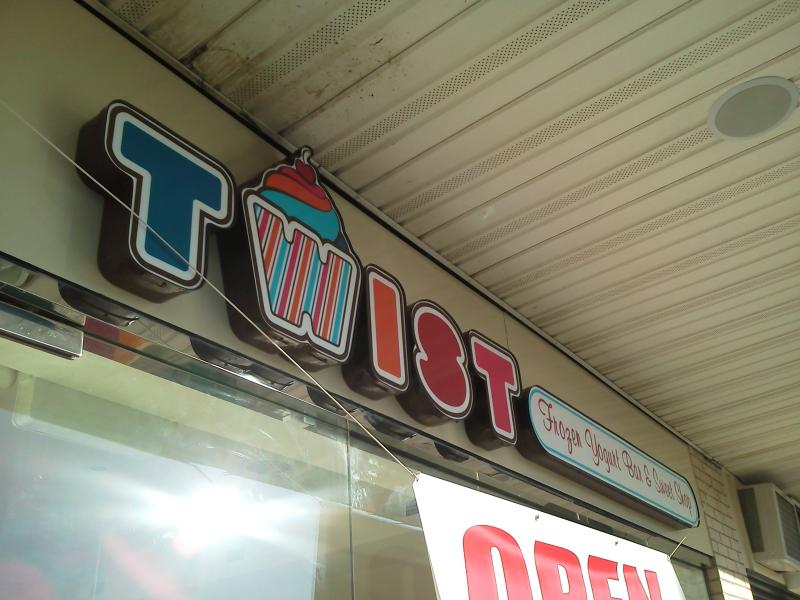 TWIST
Frozen Yogurt Bar & Sweet Shop
OPEN